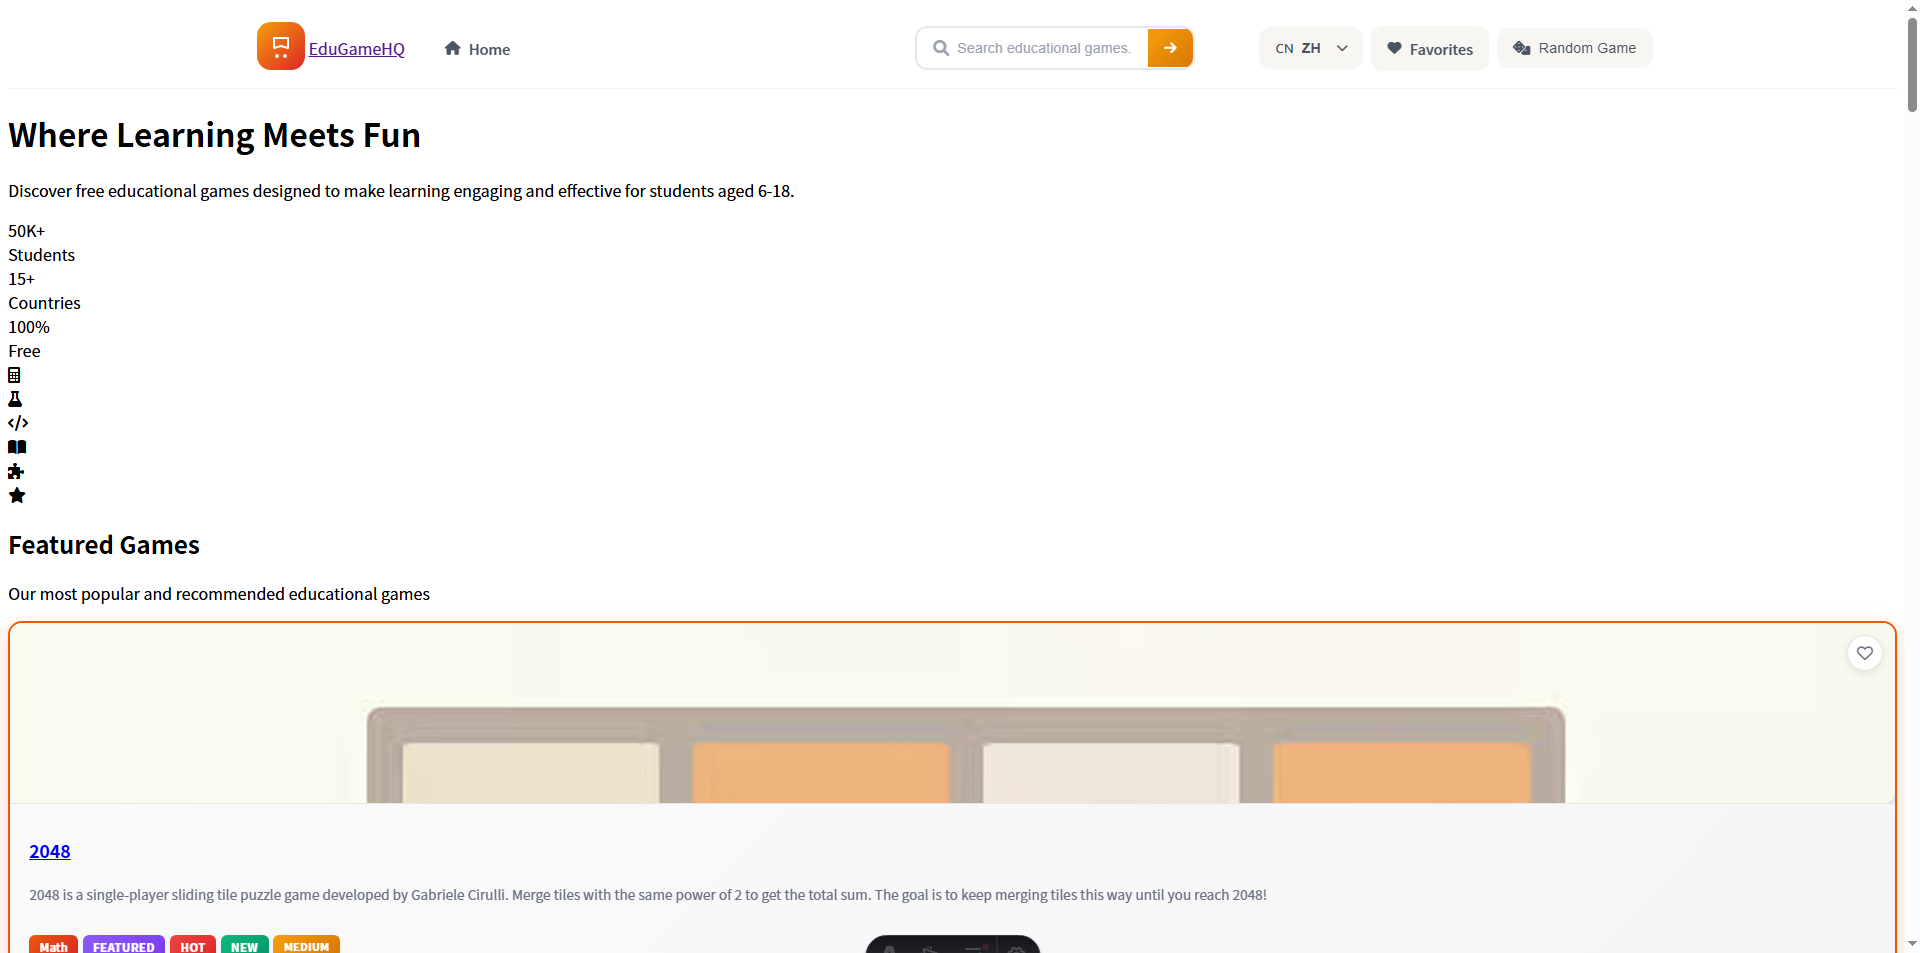 EduGameHQ
Home
Search educational games.
CN ZH
Favorites
Random Game
Where Learning Meets Fun
Discover free educational games designed to make learning engaging and effective for students aged 6-18.
50K+
Students
15+
Countries
100%
Free
Featured Games
Our most popular and recommended educational games
2048
2048 is a single-player sliding tile puzzle game developed by Gabriele Cirulli. Merge tiles with the same power of 2 to get the total sum. The goal is to keep merging tiles this way until you reach 2048!
Math FEATURED HOT NEW MEDIUM